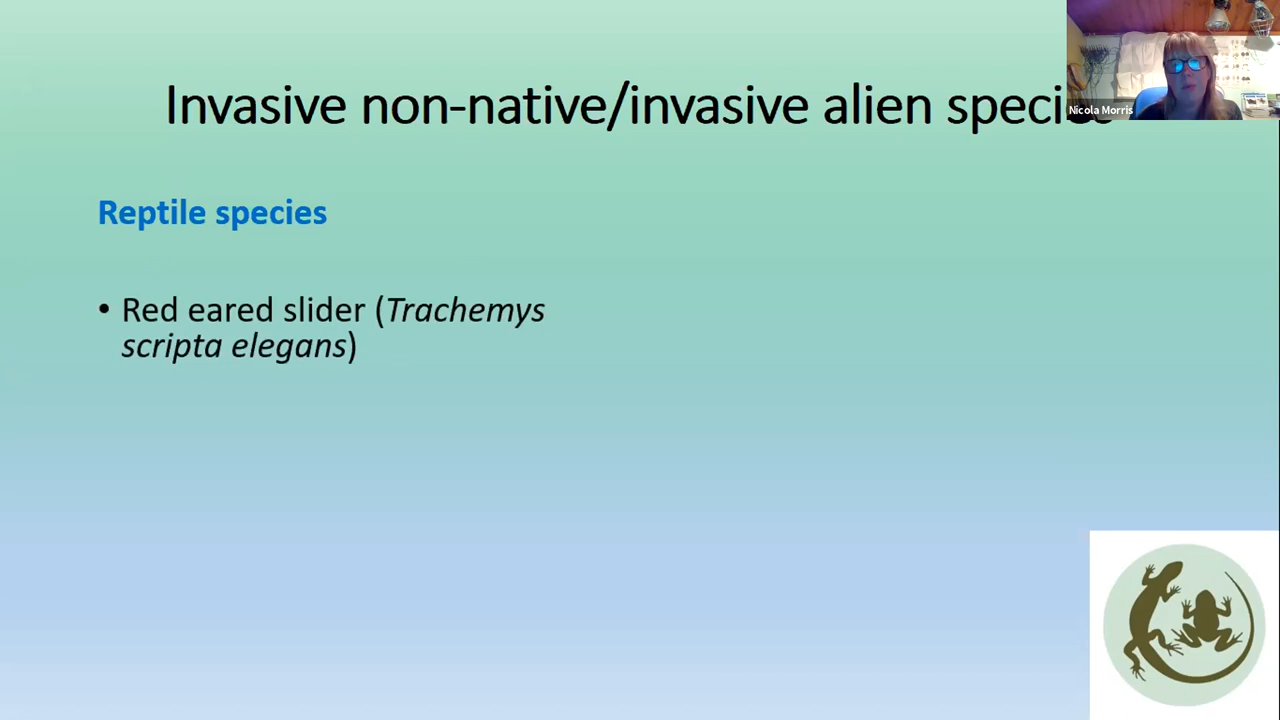 Invasive non-native/invasive alien species
Nicola Morris
Reptile species
• Red eared slider (Trachemys
scripta elegans)